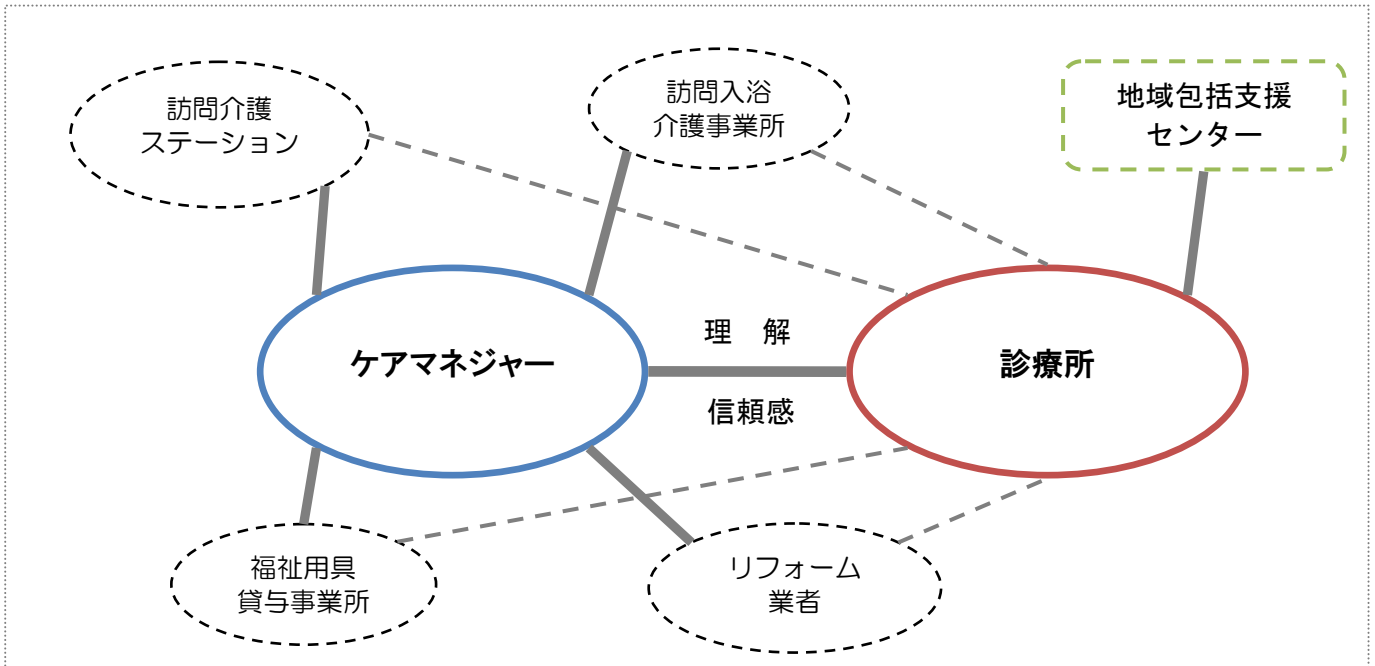 訪問介護
ステーション
訪問入浴
介護事業所
地域包括支援
センター
ケアマネジャー
理　解
信頼感
診療所
福祉用具
貸与事業所
リフォーム
業者